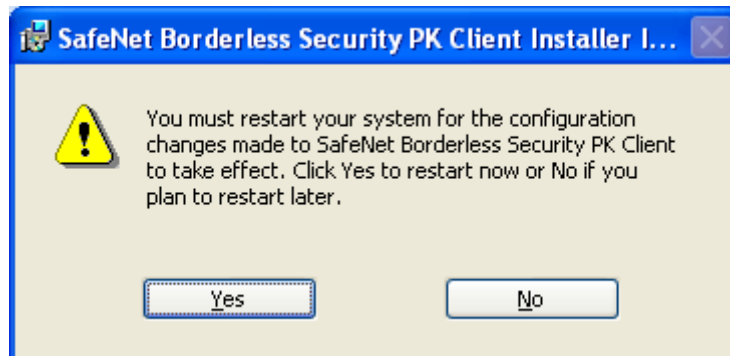 SafeNet Borderless Security PK Client Installer I...
You must restart your system for the configuration
changes made to SafeNet Borderless Security PK Client
to take effect. Click Yes to restart now or No if you
plan to restart later.
Yes
No